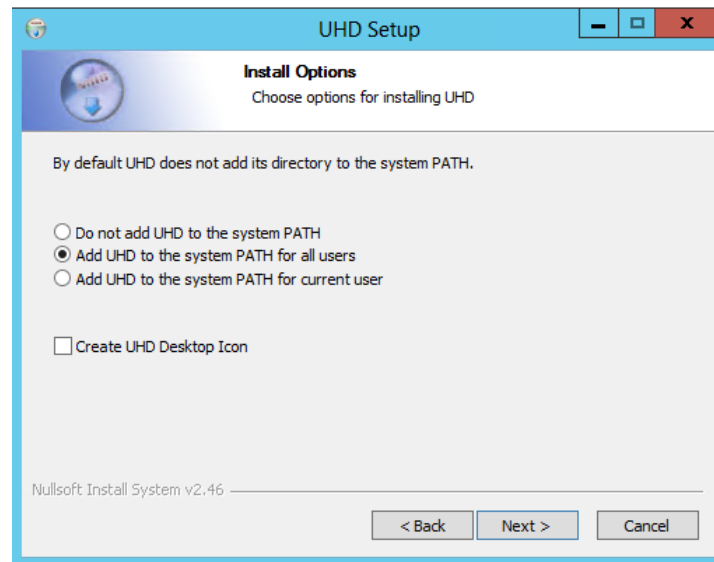 UHD Setup
Install Options
Choose options for installing UHD
By default UHD does not add its directory to the system PATH.
Do not add UHD to the system PATH
Add UHD to the system PATH for all users
Add UHD to the system PATH for current user
Create UHD Desktop Icon
Nullsoft Install System v2.46
< Back Next > Cancel